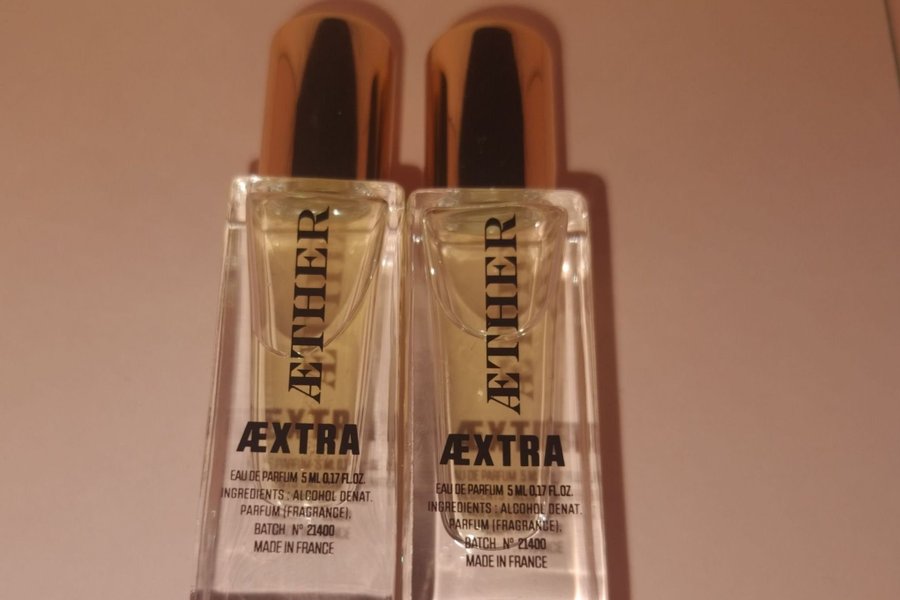 ÆTHER
ÆXTRA
EAU DE PARFUM 5 ML 0.17 FL.OZ.
INGREDIENTS : ALCOHOL DENAT.
PARFUM (FRAGRANCE),
BATCH N° 21400
MADE IN FRANCE
ÆTHER
ÆXTRA
EAU DE PARFUM 5 ML 0.17 FL.OZ.
INGREDIENTS : ALCOHOL DENAT.
PARFUM (FRAGRANCE),
BATCH N° 21400
MADE IN FRANCE